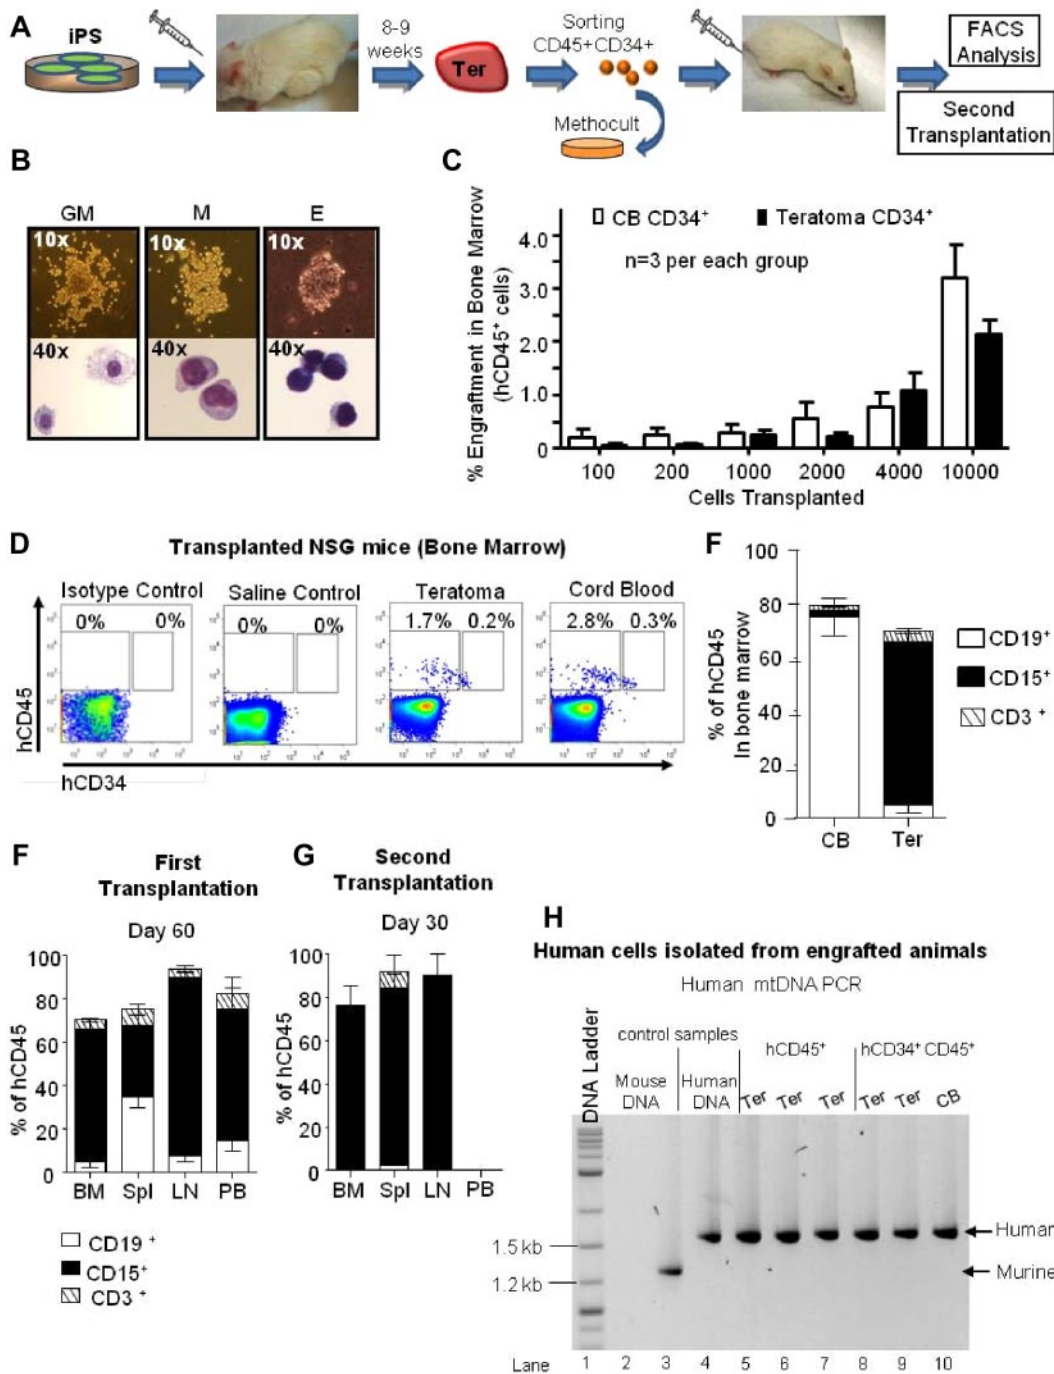 A
iPS
8-9
weeks
Ter
Sorting
CD45+CD34+
Methocult
FACS
Analysis
Second
Transplantation
B
GM
M
E
10x
10x
10x
40x
40x
40x
C
% Engraftment in Bone Marrow
(hCD45⁺ cells)
4.0
3.0
2.0
1.0
0
CB CD34⁺
Teratoma CD34⁺
n=3 per each group
100
200
1000
2000
4000
10000
Cells Transplanted
D
Transplanted NSG mice (Bone Marrow)
Isotype Control
Saline Control
Teratoma
Cord Blood
0%
0%
0%
0%
1.7%
0.2%
2.8%
0.3%
hCD45
hCD34
F
% of hCD45
In bone marrow
100
80
60
40
20
0
CB
Ter
CD19⁺
CD15⁺
CD3 ⁺
F
First
Transplantation
Day 60
% of hCD45
100
80
60
40
20
0
BM
Spl
LN
PB
CD19 ⁺
CD15⁺
CD3 ⁺
G
Second
Transplantation
Day 30
% of hCD45
100
80
60
40
20
0
BM
Spl
LN
PB
H
Human cells isolated from engrafted animals
Human mtDNA PCR
DNA Ladder
control samples
Mouse
DNA
Human
DNA
hCD45⁺
hCD34⁺ CD45⁺
Ter
Ter
Ter
Ter
Ter
CB
1.5 kb
1.2 kb
Human
Murine
Lane
1
2
3
4
5
6
7
8
9
10